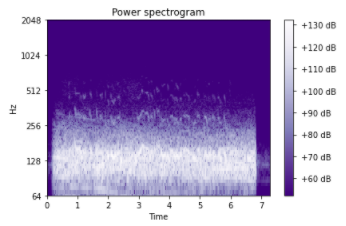 Power spectrogram
2048
1024
512
256
128
64
Hz
0 1 2 3 4 5 6 7
Time
+130 dB
+120 dB
+110 dB
+100 dB
+90 dB
+80 dB
+70 dB
+60 dB